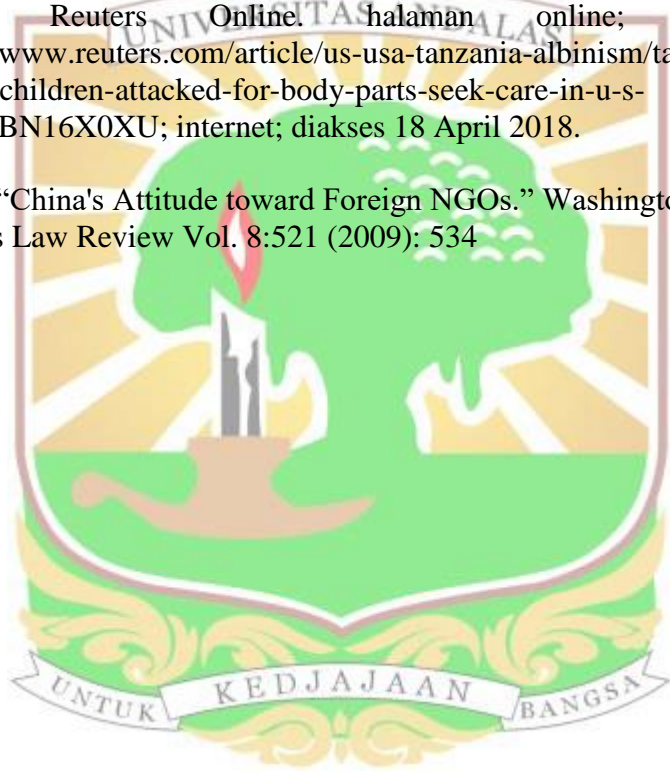 Reuters Online. halaman online;
UNIVERSITAS ANDALAS
www.reuters.com/article/us-usa-tanzania-albinism/ta
children-attacked-for-body-parts-seek-care-in-u-s-
BN16X0XU; internet; diakses 18 April 2018.
“China's Attitude toward Foreign NGOs.” Washingto
s Law Review Vol. 8:521 (2009): 534
UNTUK KEDJAJAAN BANGSA